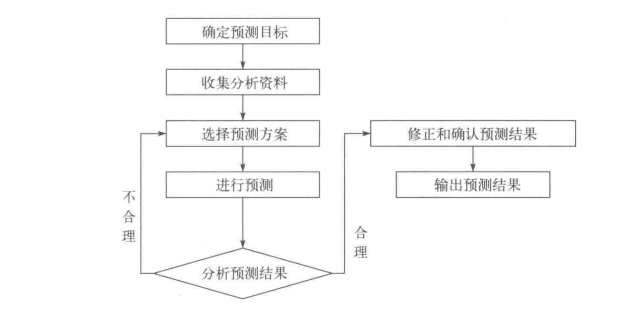 确定预测目标
收集分析资料
选择预测方案
进行预测
分析预测结果
不合理
合理
修正和确认预测结果
输出预测结果